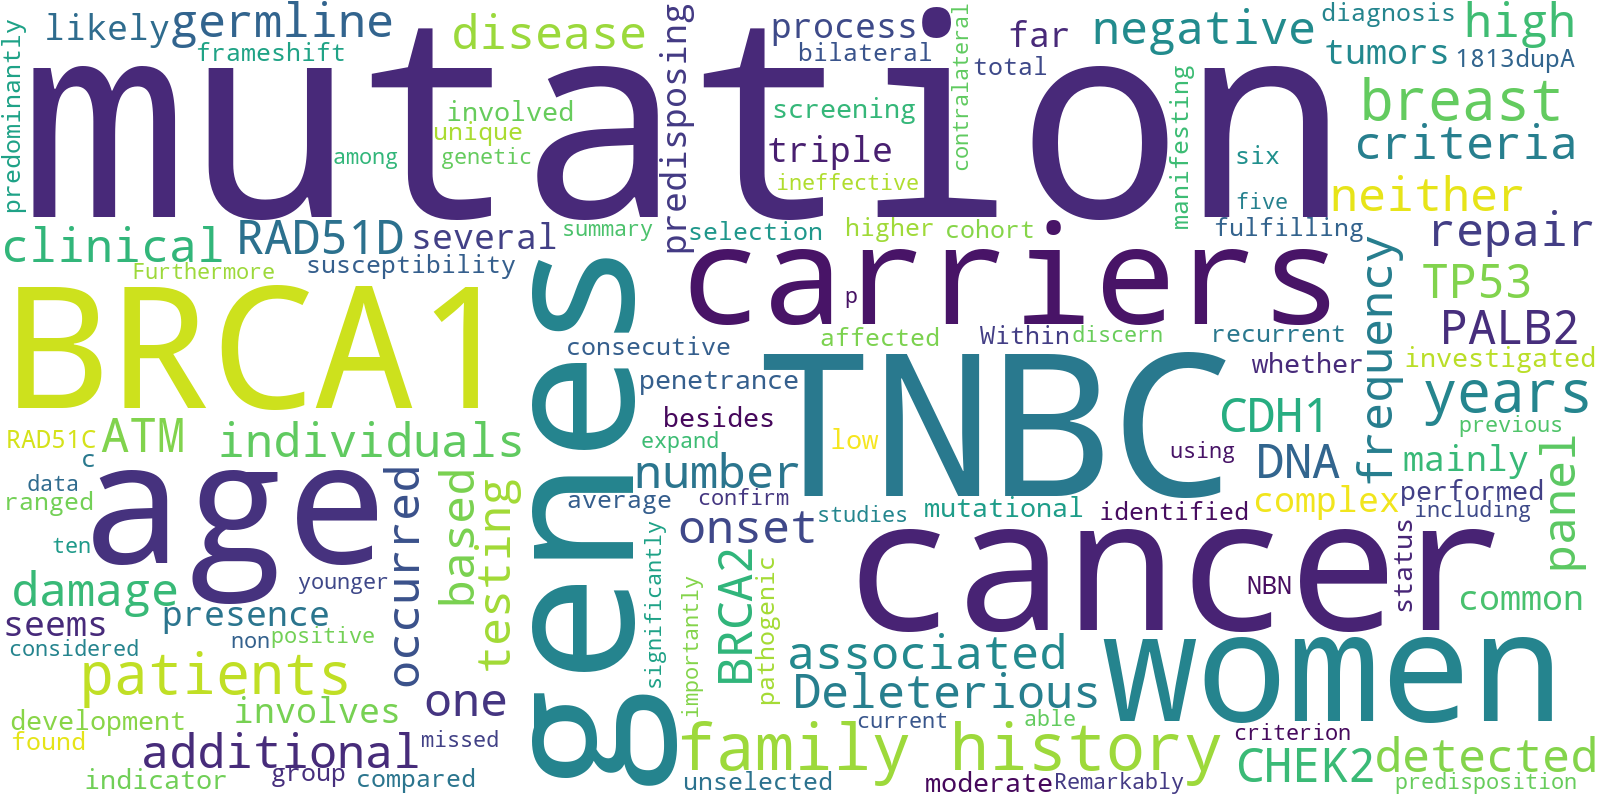 predominantly
likely
germline
frameshift
disease
predisposing
process
bilateral
contralateral
total
far
negative
diagnosis
high
tumors
1813dupA
mutation
involved
unique
among
genetic
screening
triple
ineffective
manifesting
six
five
breast
criteria
neither
clinical
RAD51D
several
summary
selection
higher
cohort
fulfilling
repair
Furthermore
susceptibility
carriers
p
frequency
TP53
PALB2
BRCA1
genes
consecutive
affected
Within
discern
recurrent
whether
investigated
penetrance
TNBC
years
besides
CDH1
previous
RAD51C
ATM
individuals
expand
low
using
c
number
DNA
mainly
panel
data
age
occurred
based
testing
average
confirm
complex
performed
ranged
onset
studies
mutational
identified
including
ten
younger
significantly
BRCA2
cancer
status
damage
importantly
pathogenic
NBN
common
seems
presence
considered
non
positive
associated
women
patients
Deleterious
one
involves
development
current
able
found
additional
missed
family history
criterion
CHEK2
detected
indicator
group
compared
unselected
moderate
Remarkably
predisposition